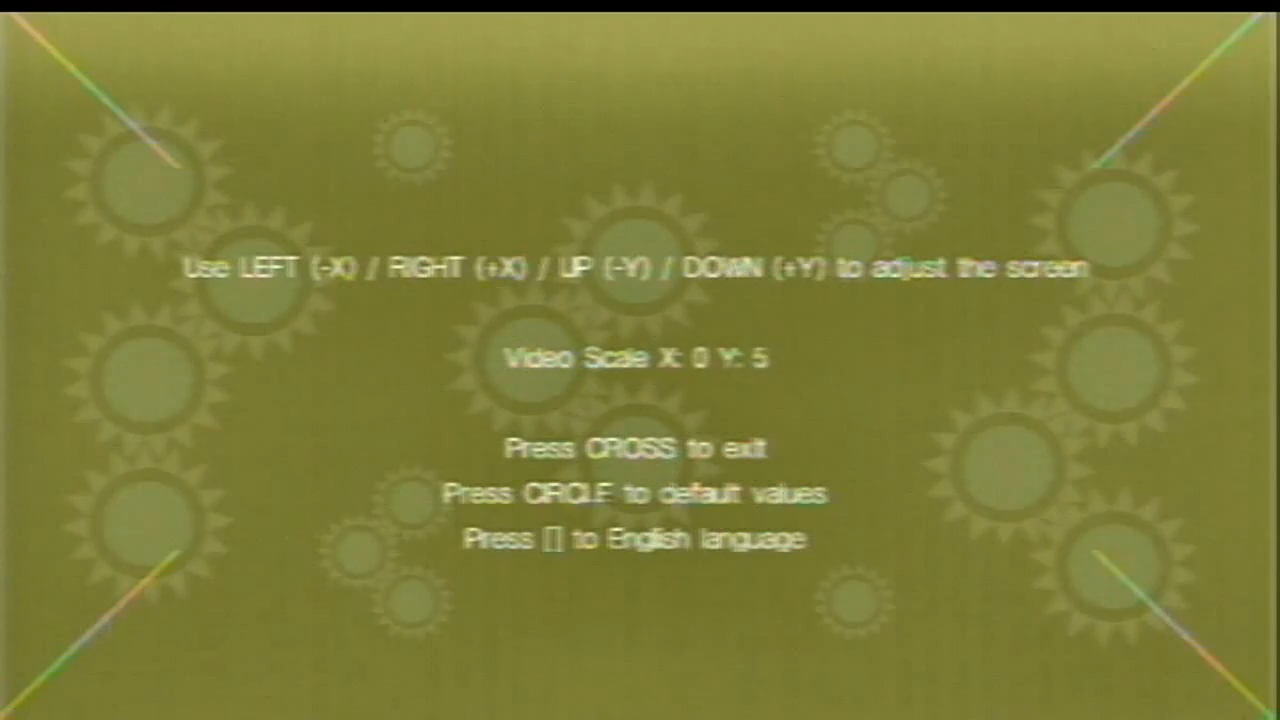 Use LEFT (-X) / RIGHT (+X) / UP (-Y) / DOWN (+Y) to adjust the screen
Video Scale X: 0 Y: 5
Press CROSS to exit
Press CIRCLE to default values
Press [] to English language